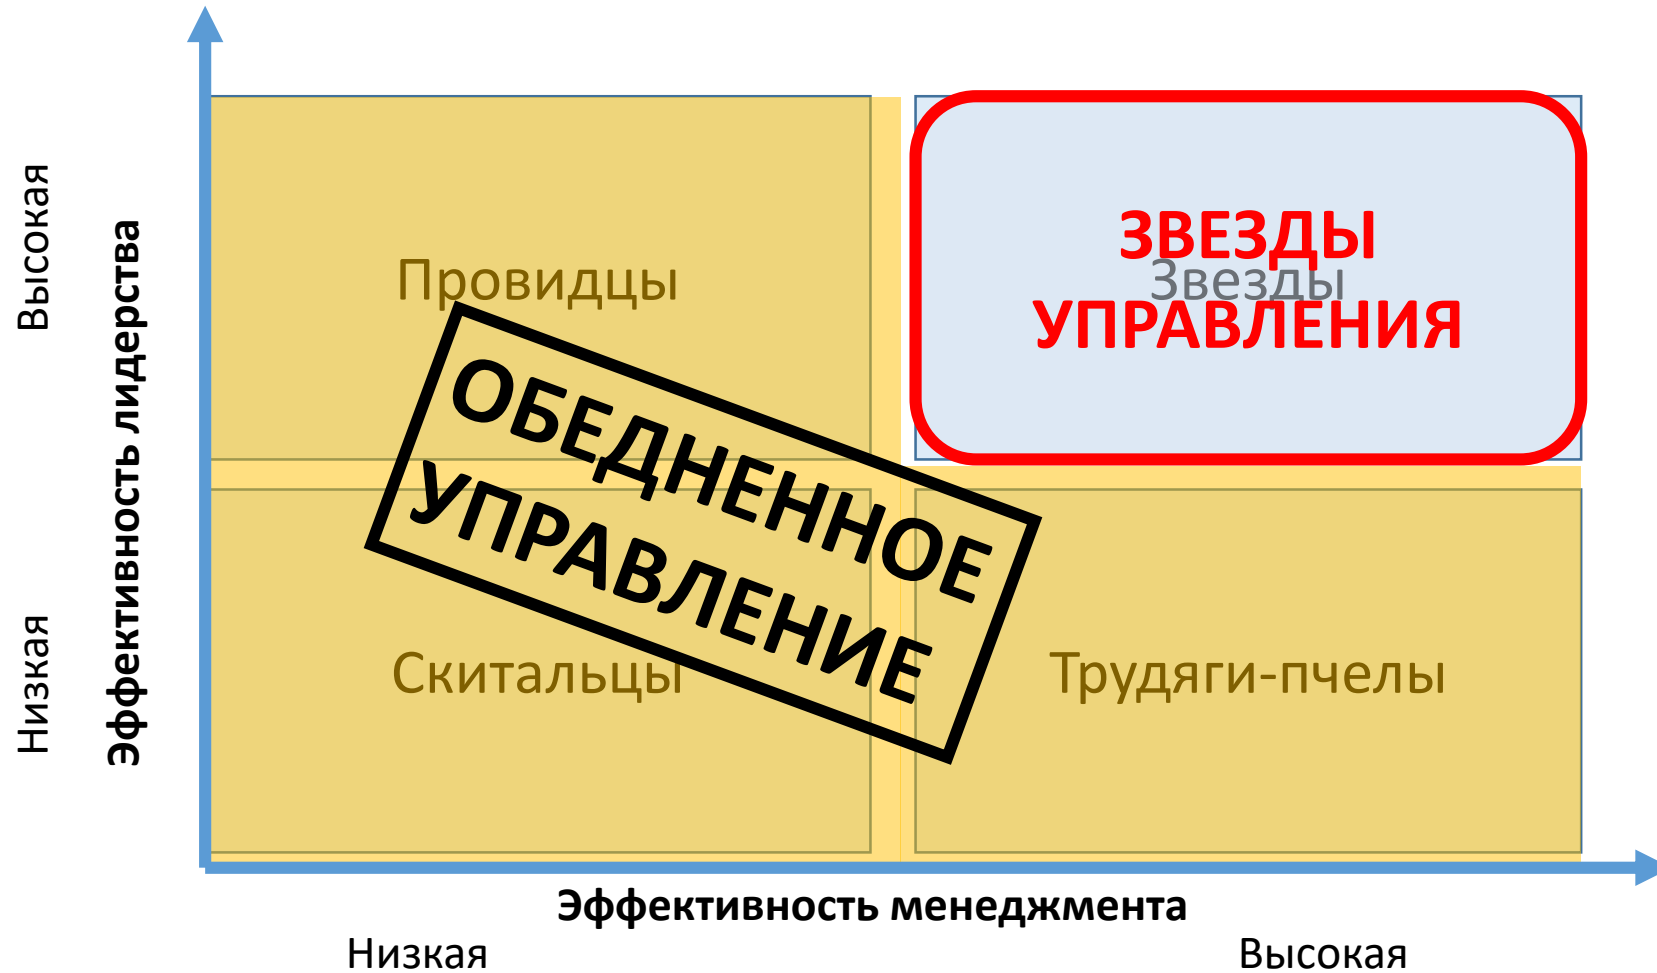 Высокая
Низкая
Эффективность лидерства
Провидцы
ЗВЕЗДЫ
Звезды
УПРАВЛЕНИЯ
ОБЕДНЕННОЕ
УПРАВЛЕНИЕ
Скитальцы
Трудяги-пчелы
Эффективность менеджмента
Низкая
Высокая